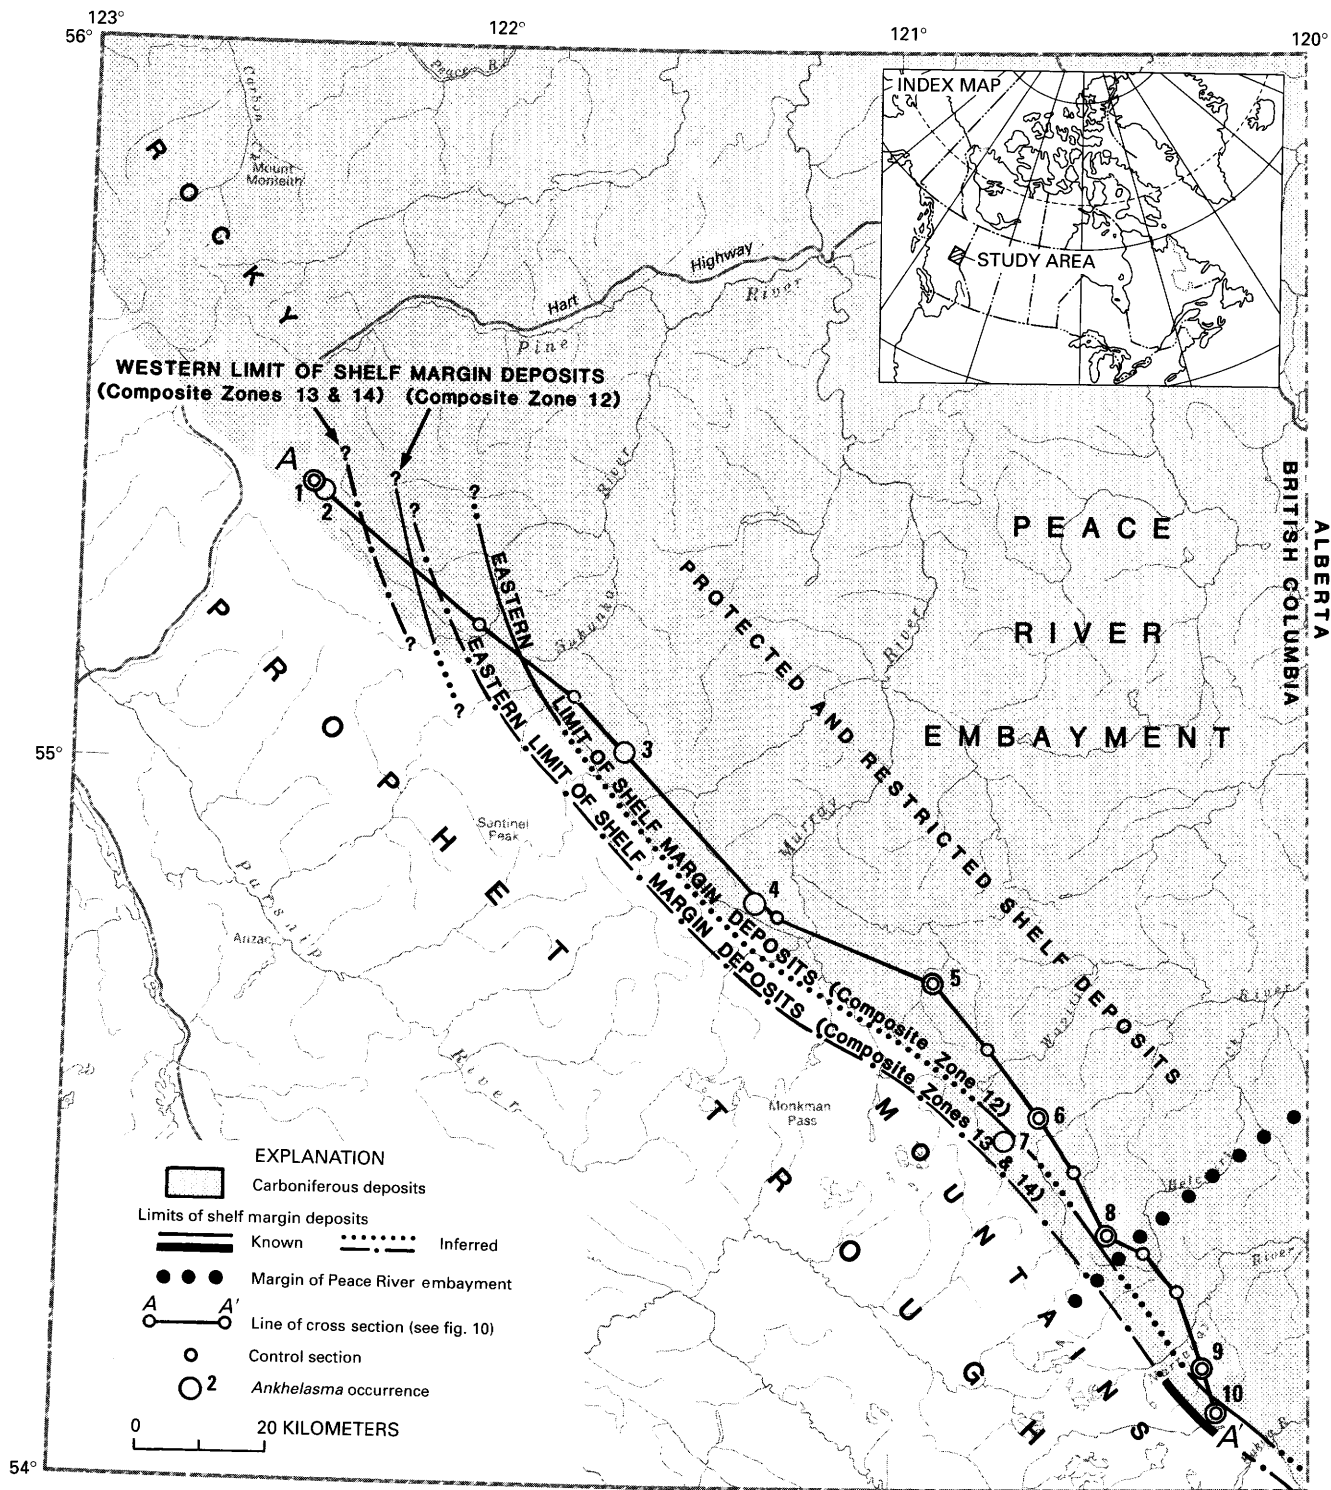 123°
122°
121°
120°
56°
Peace R
Carbon Ck
INDEX MAP
STUDY AREA
ROCKY
Mount
Monteith
Hart Highway
Pine River
WESTERN LIMIT OF SHELF MARGIN DEPOSITS
(Composite Zones 13 & 14) (Composite Zone 12)
?
?
?
?
?
?
A
1
2
BRITISH COLUMBIA
ALBERTA
PEACE
RIVER
EMBAYMENT
PROTECTED AND RESTRICTED SHELF DEPOSITS
Sukunka River
Murray River
EASTERN LIMIT OF SHELF MARGIN DEPOSITS (Composite Zone 12)
EASTERN LIMIT OF SHELF MARGIN DEPOSITS (Composite Zones 13 & 14)
PROPHET TROUGH
55°
3
Sentinel
Peak
4
Anzac
Parsnip River
5
Wapiti
River
6
7
Monkman
Pass
MOUNTAINS
8
River
9
10
A'
EXPLANATION
Carboniferous deposits
Limits of shelf margin deposits
Known
Inferred
Margin of Peace River embayment
A A'
Line of cross section (see fig. 10)
Control section
2 Ankhelasma occurrence
0 20 KILOMETERS
54°